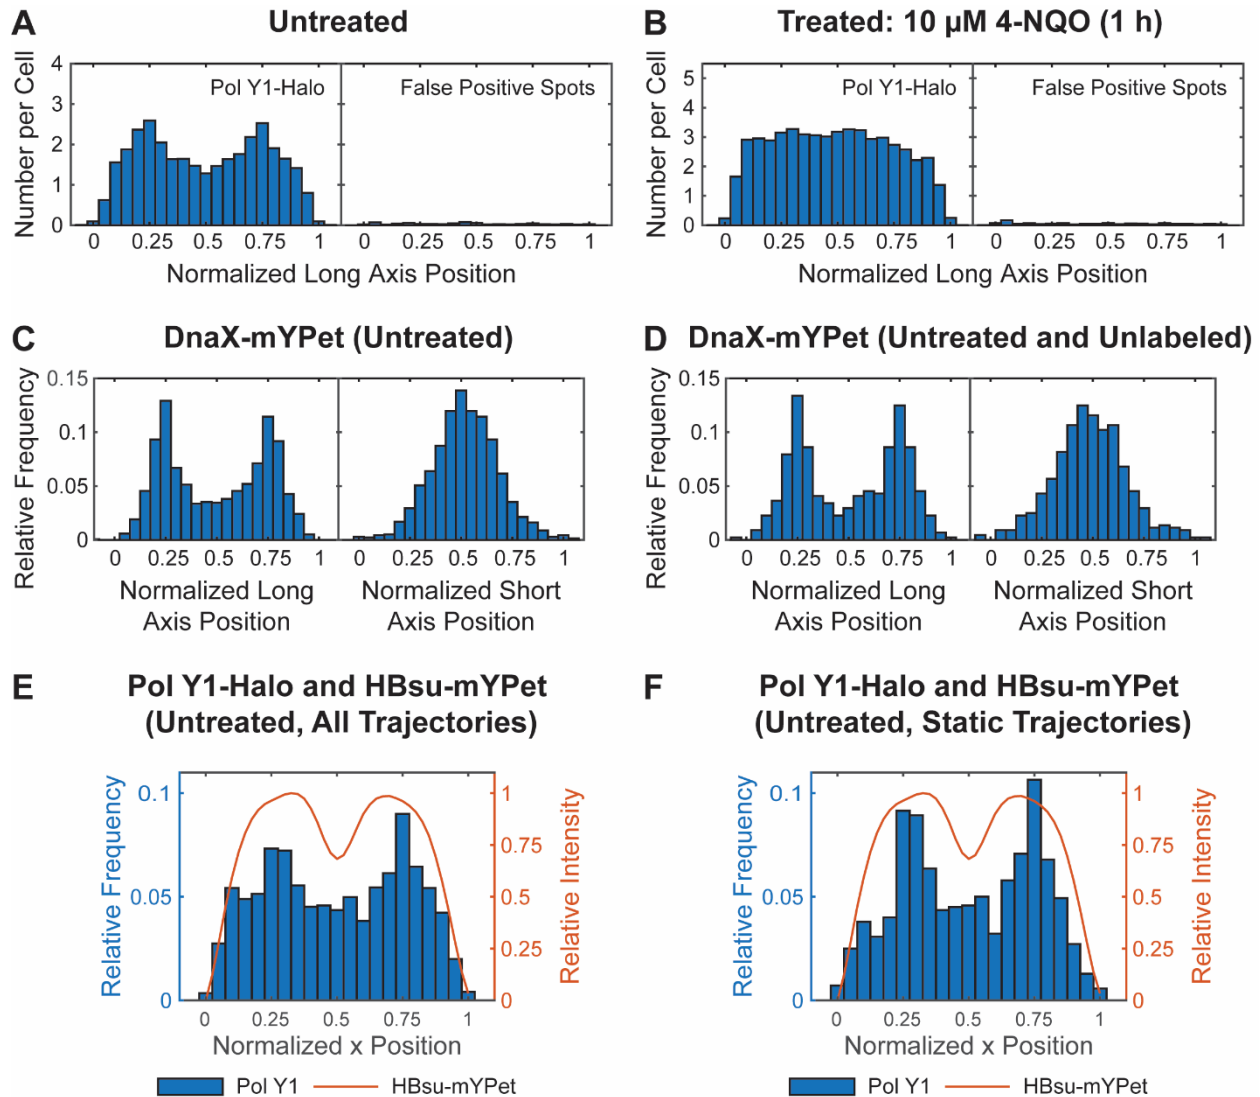 A Untreated
B Treated: 10 µM 4-NQO (1 h)
Number per Cell
4
3
2
1
0
Pol Y1-Halo
False Positive Spots
0 0.25 0.5 0.75 1 0 0.25 0.5 0.75 1
Normalized Long Axis Position
Number per Cell
5
4
3
2
1
0
Pol Y1-Halo
False Positive Spots
0 0.25 0.5 0.75 1 0 0.25 0.5 0.75 1
Normalized Long Axis Position
C DnaX-mYPet (Untreated)
Relative Frequency
0.15
0.1
0.05
0
0 0.25 0.5 0.75 1 0 0.25 0.5 0.75 1
Normalized Long
Axis Position
Normalized Short
Axis Position
D DnaX-mYPet (Untreated and Unlabeled)
Relative Frequency
0.15
0.1
0.05
0
0 0.25 0.5 0.75 1 0 0.25 0.5 0.75 1
Normalized Long
Axis Position
Normalized Short
Axis Position
E Pol Y1-Halo and HBsu-mYPet
(Untreated, All Trajectories)
Relative Frequency
0.1
0.05
0
1
0.75
0.5
0.25
0
Relative Intensity
0 0.25 0.5 0.75 1
Normalized x Position
Pol Y1 HBsu-mYPet
F Pol Y1-Halo and HBsu-mYPet
(Untreated, Static Trajectories)
Relative Frequency
0.1
0.05
0
1
0.75
0.5
0.25
0
Relative Intensity
0 0.25 0.5 0.75 1
Normalized x Position
Pol Y1 HBsu-mYPet